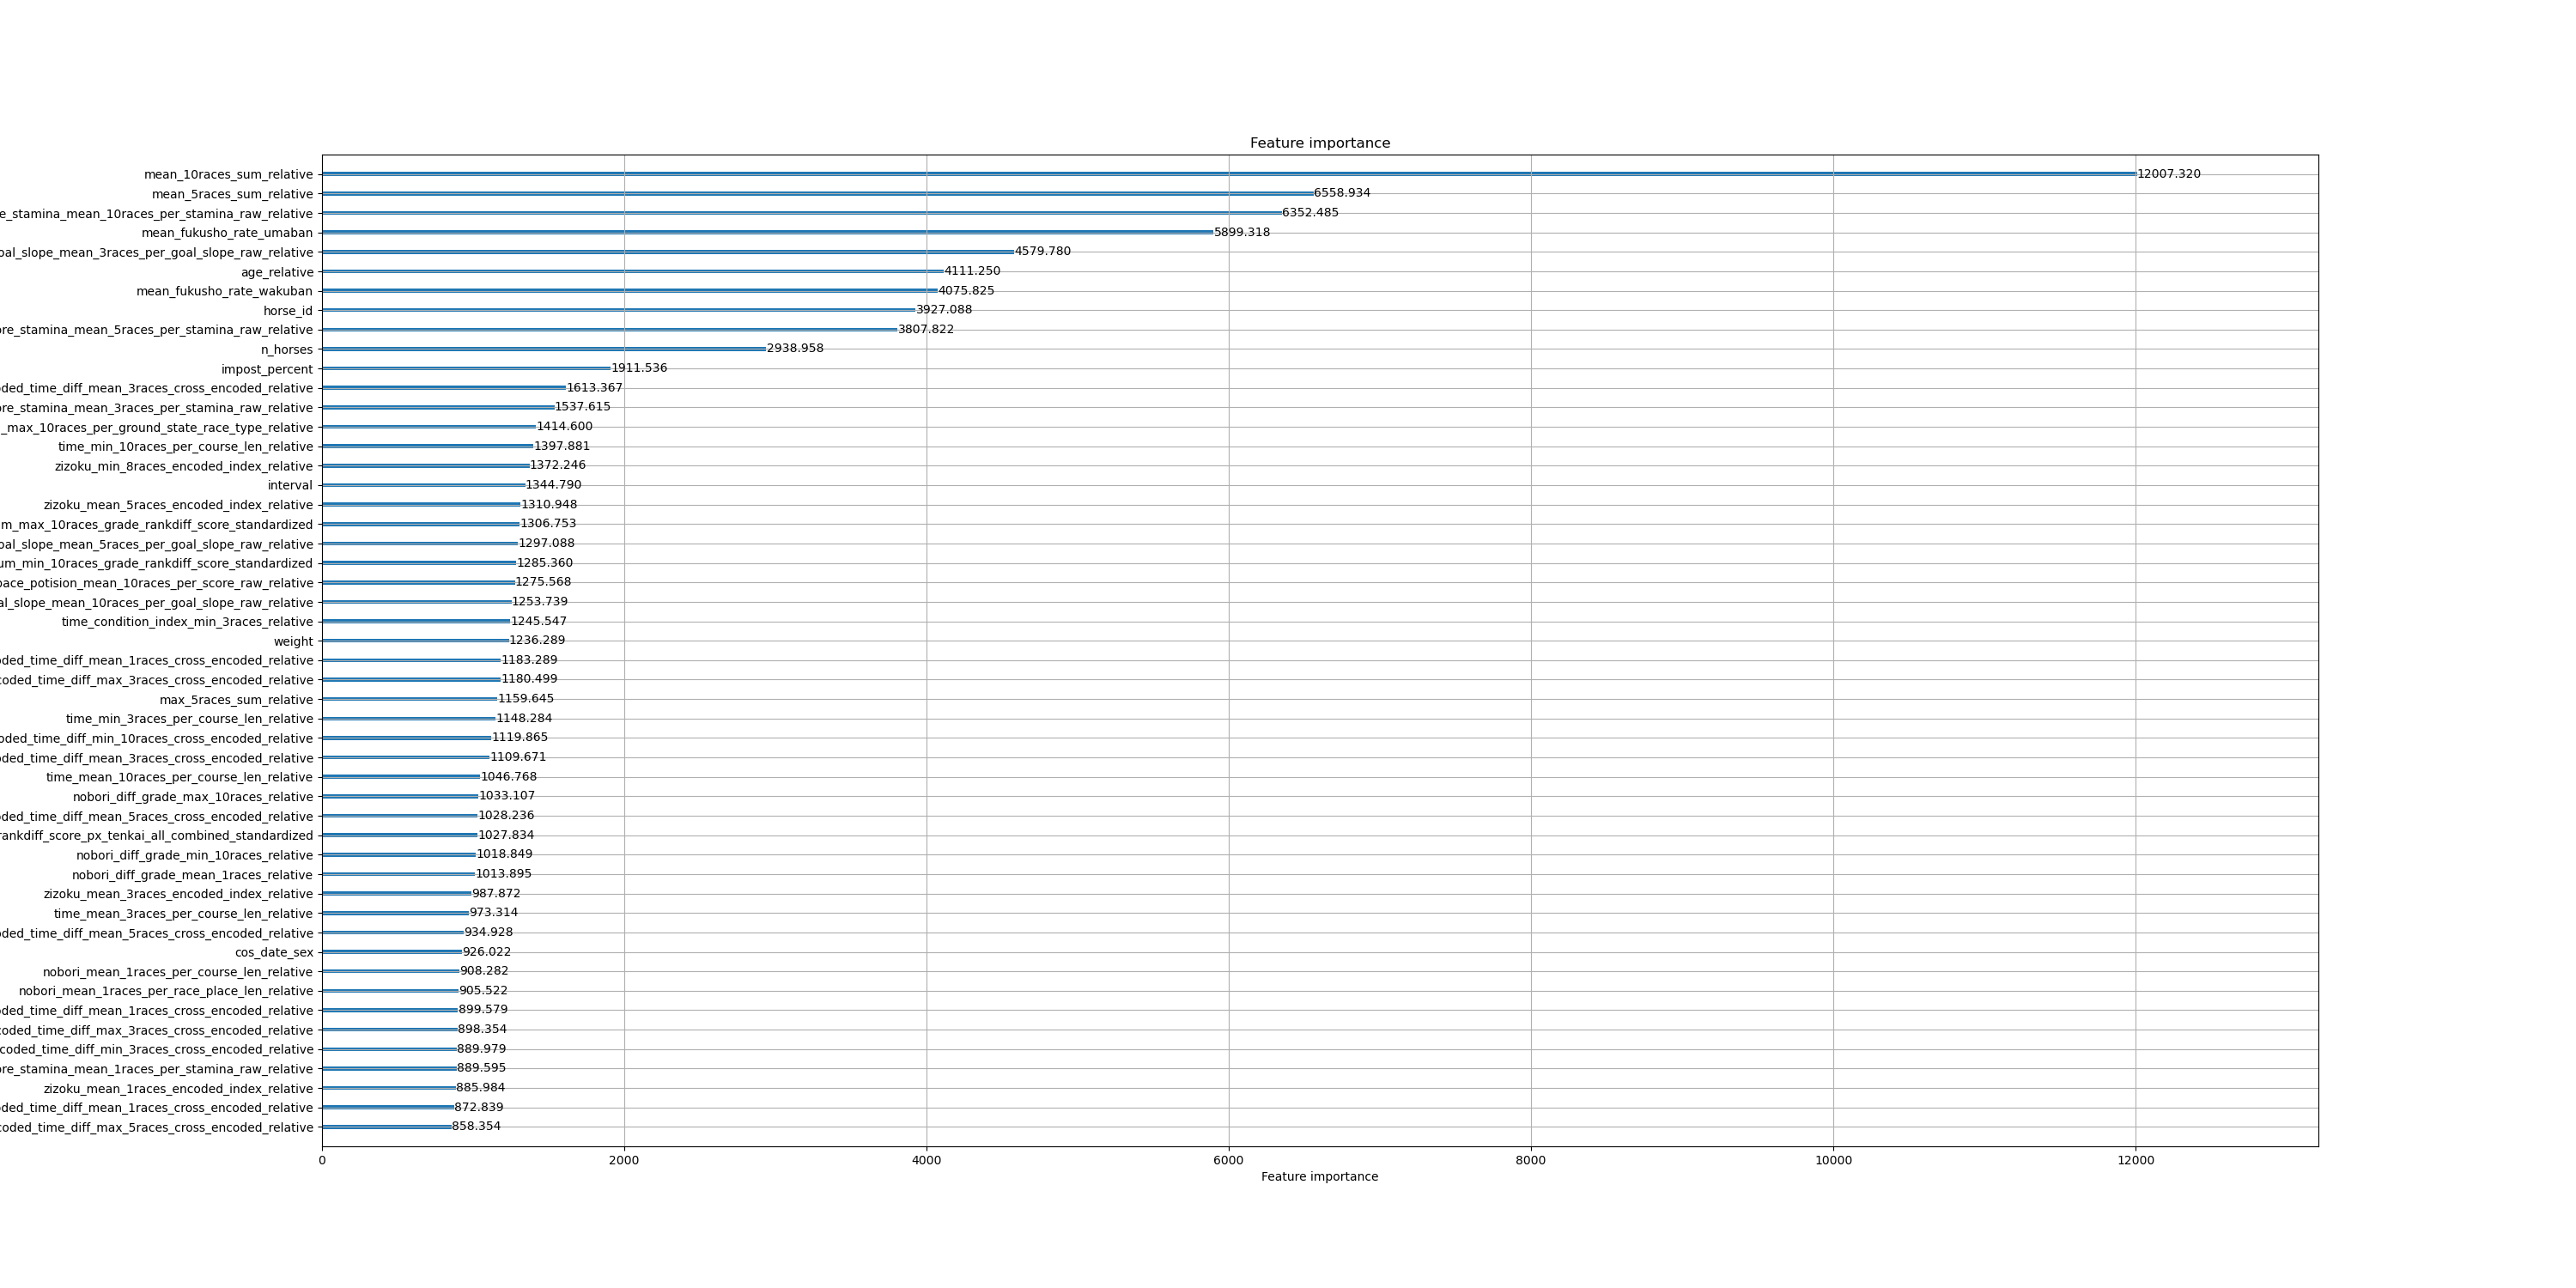 Feature importance
mean_10races_sum_relative 12007.320
mean_5races_sum_relative 6558.934
e_stamina_mean_10races_per_stamina_raw_relative 6352.485
mean_fukusho_rate_umaban 5899.318
oal_slope_mean_3races_per_goal_slope_raw_relative 4579.780
age_relative 4111.250
mean_fukusho_rate_wakuban 4075.825
horse_id 3927.088
ore_stamina_mean_5races_per_stamina_raw_relative 3807.822
n_horses 2938.958
impost_percent 1911.536
ded_time_diff_mean_3races_cross_encoded_relative 1613.367
ore_stamina_mean_3races_per_stamina_raw_relative 1537.615
_max_10races_per_ground_state_race_type_relative 1414.600
time_min_10races_per_course_len_relative 1397.881
zizoku_min_8races_encoded_index_relative 1372.246
interval 1344.790
zizoku_mean_5races_encoded_index_relative 1310.948
m_max_10races_grade_rankdiff_score_standardized 1306.753
oal_slope_mean_5races_per_goal_slope_raw_relative 1297.088
um_min_10races_grade_rankdiff_score_standardized 1285.360
pace_potision_mean_10races_per_score_raw_relative 1275.568
al_slope_mean_10races_per_goal_slope_raw_relative 1253.739
time_condition_index_min_3races_relative 1245.547
weight 1236.289
ded_time_diff_mean_1races_cross_encoded_relative 1183.289
coded_time_diff_max_3races_cross_encoded_relative 1180.499
max_5races_sum_relative 1159.645
time_min_3races_per_course_len_relative 1148.284
oded_time_diff_min_10races_cross_encoded_relative 1119.865
ded_time_diff_mean_3races_cross_encoded_relative 1109.671
time_mean_10races_per_course_len_relative 1046.768
nobori_diff_grade_max_10races_relative 1033.107
ded_time_diff_mean_5races_cross_encoded_relative 1028.236
rankdiff_score_px_tenkai_all_combined_standardized 1027.834
nobori_diff_grade_min_10races_relative 1018.849
nobori_diff_grade_mean_1races_relative 1013.895
zizoku_mean_3races_encoded_index_relative 987.872
time_mean_3races_per_course_len_relative 973.314
ded_time_diff_mean_5races_cross_encoded_relative 934.928
cos_date_sex 926.022
nobori_mean_1races_per_course_len_relative 908.282
nobori_mean_1races_per_race_place_len_relative 905.522
ded_time_diff_mean_1races_cross_encoded_relative 899.579
coded_time_diff_max_3races_cross_encoded_relative 898.354
coded_time_diff_min_3races_cross_encoded_relative 889.979
ore_stamina_mean_1races_per_stamina_raw_relative 889.595
zizoku_mean_1races_encoded_index_relative 885.984
ded_time_diff_mean_1races_cross_encoded_relative 872.839
coded_time_diff_max_5races_cross_encoded_relative 858.354
0 2000 4000 6000 8000 10000 12000
Feature importance